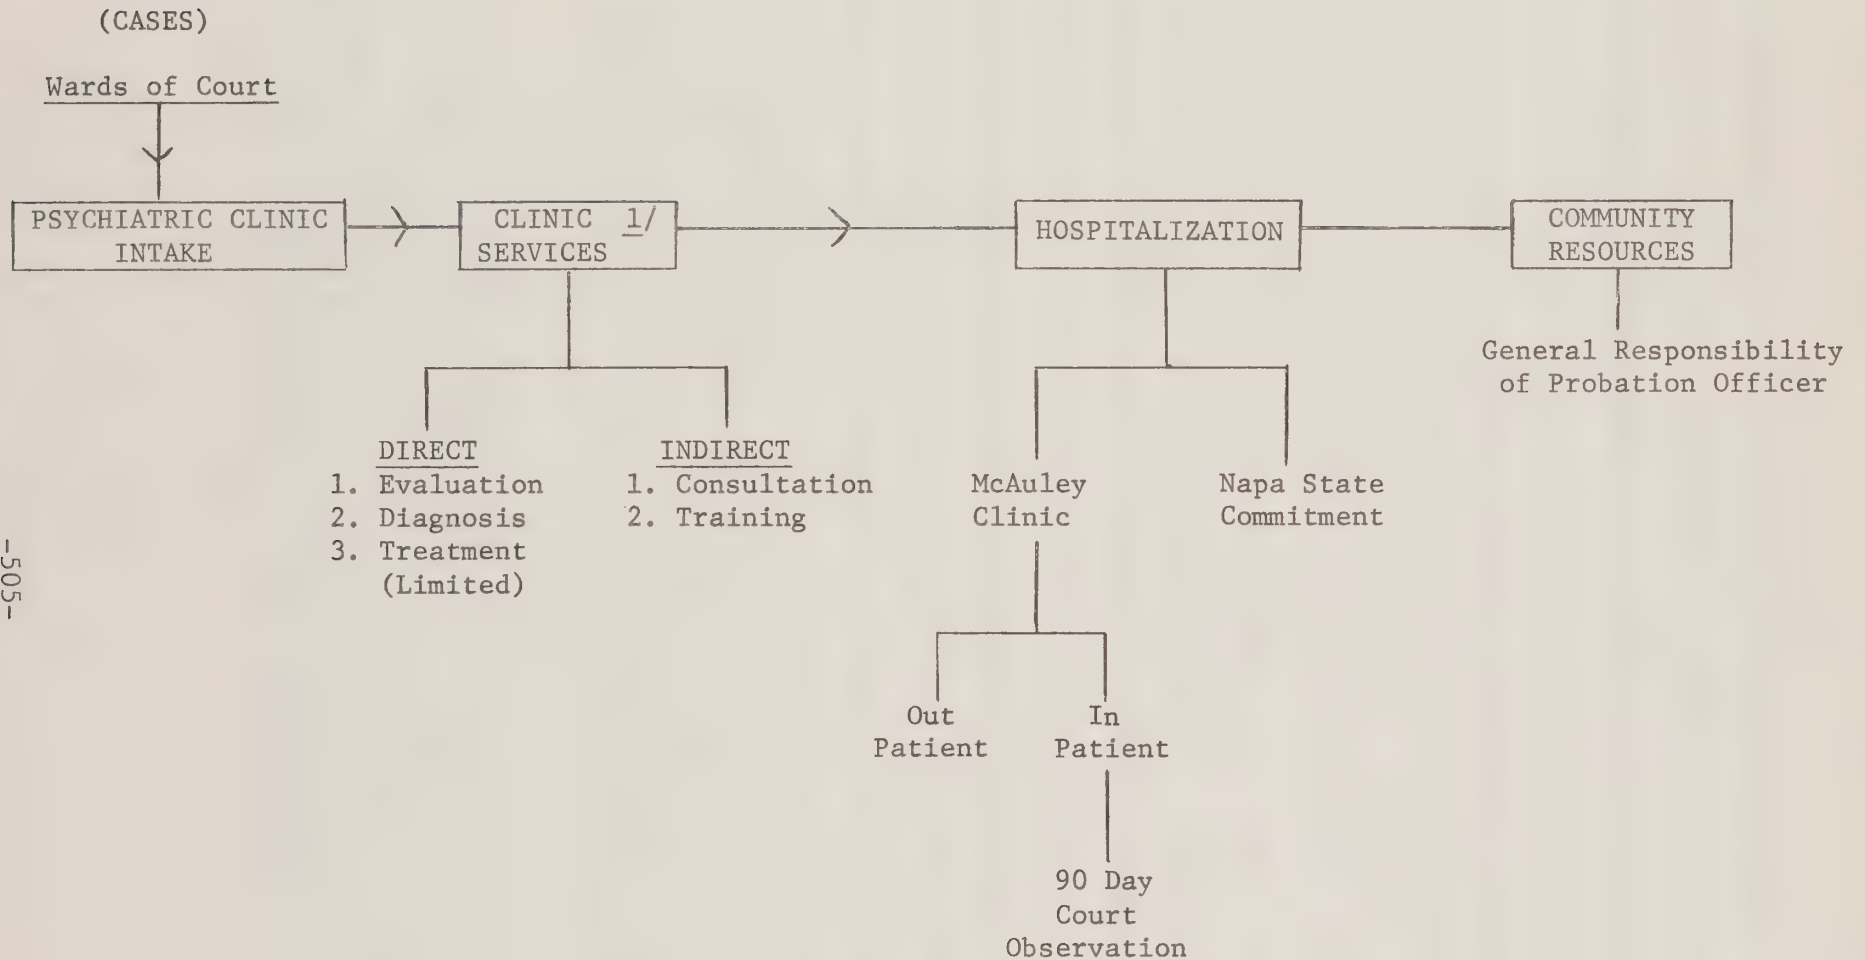 (CASES)
Wards of Court
PSYCHIATRIC CLINIC
INTAKE
CLINIC 1/
SERVICES
HOSPITALIZATION
COMMUNITY
RESOURCES
General Responsibility
of Probation Officer
DIRECT
1. Evaluation
2. Diagnosis
3. Treatment
(Limited)
INDIRECT
1. Consultation
2. Training
McAuley
Clinic
Napa State
Commitment
Out
Patient
In
Patient
90 Day
Court
Observation
-505-